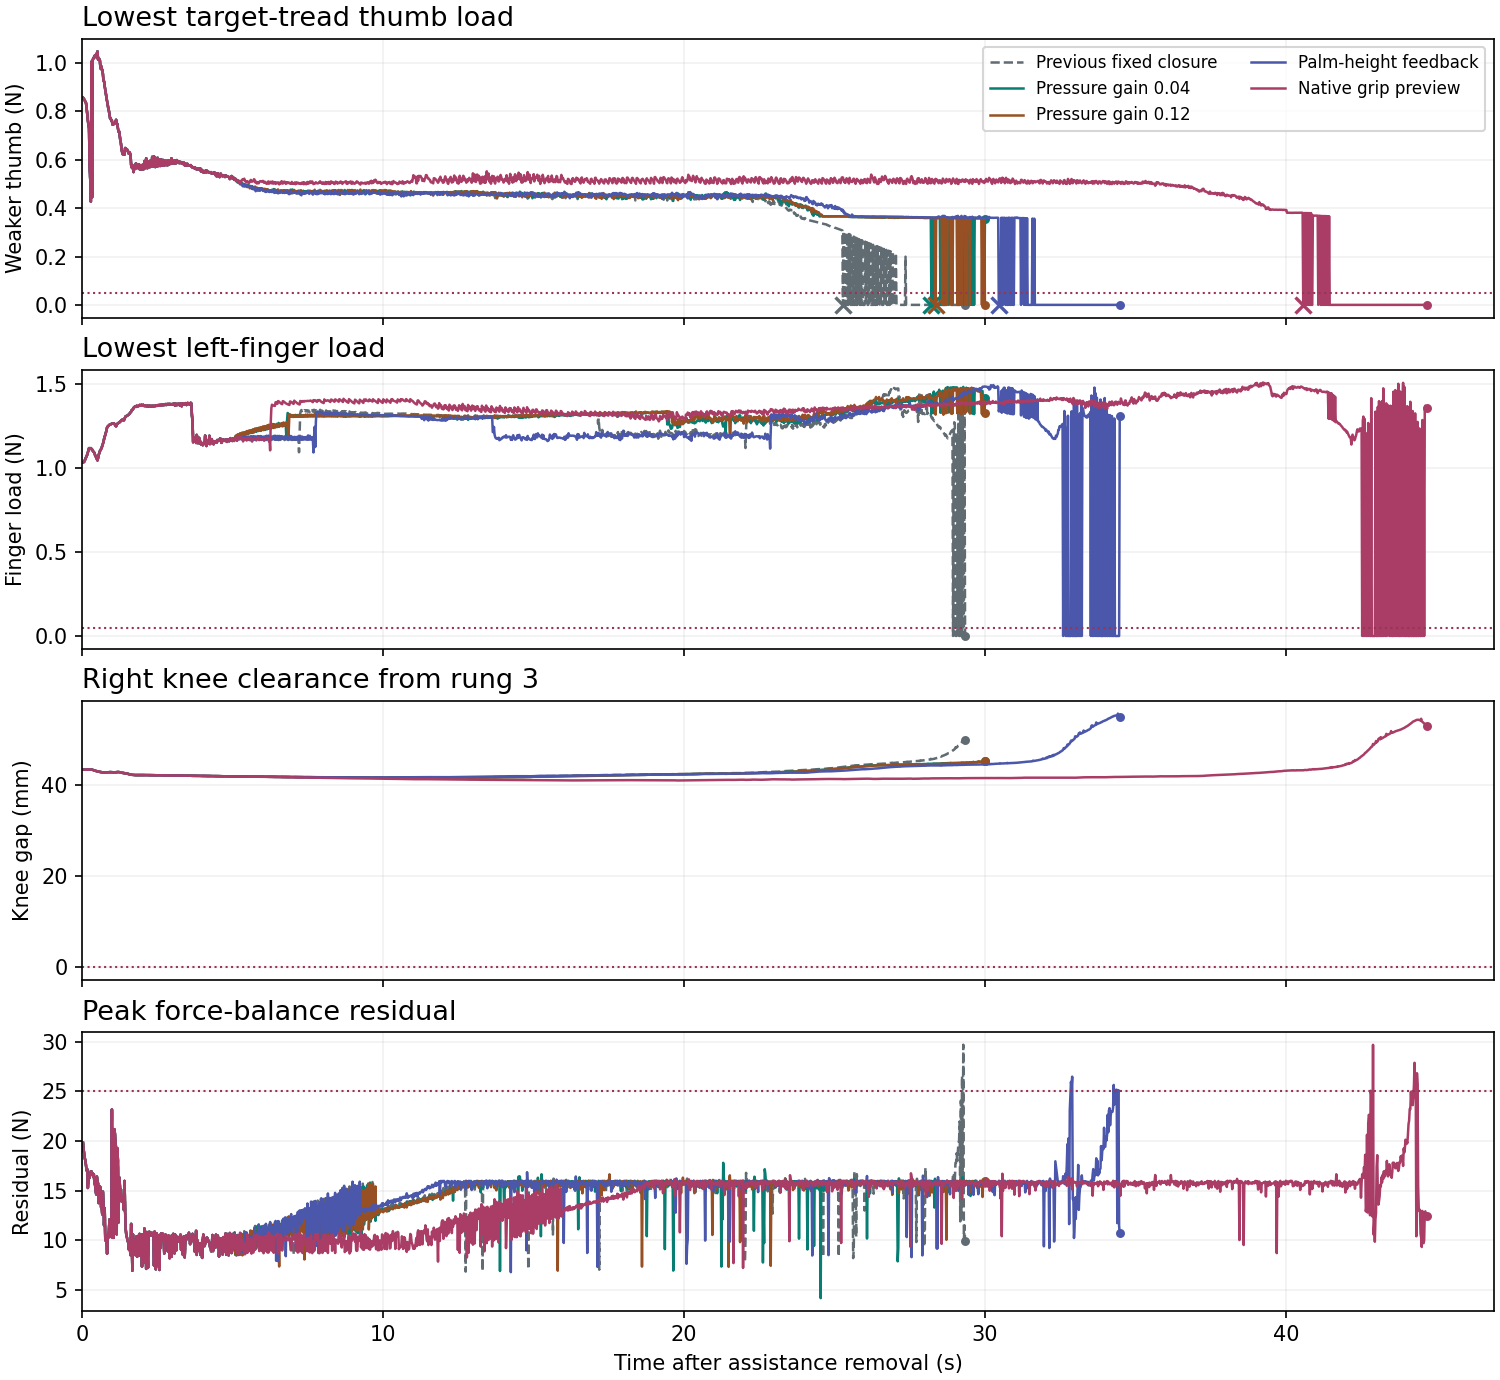 Lowest target-tread thumb load
Weaker thumb (N)
1.0
0.8
0.6
0.4
0.2
0.0
Previous fixed closure
Pressure gain 0.04
Pressure gain 0.12
Palm-height feedback
Native grip preview
Lowest left-finger load
Finger load (N)
1.5
1.0
0.5
0.0
Right knee clearance from rung 3
Knee gap (mm)
40
20
0
Peak force-balance residual
Residual (N)
30
25
20
15
10
5
0 10 20 30 40
Time after assistance removal (s)